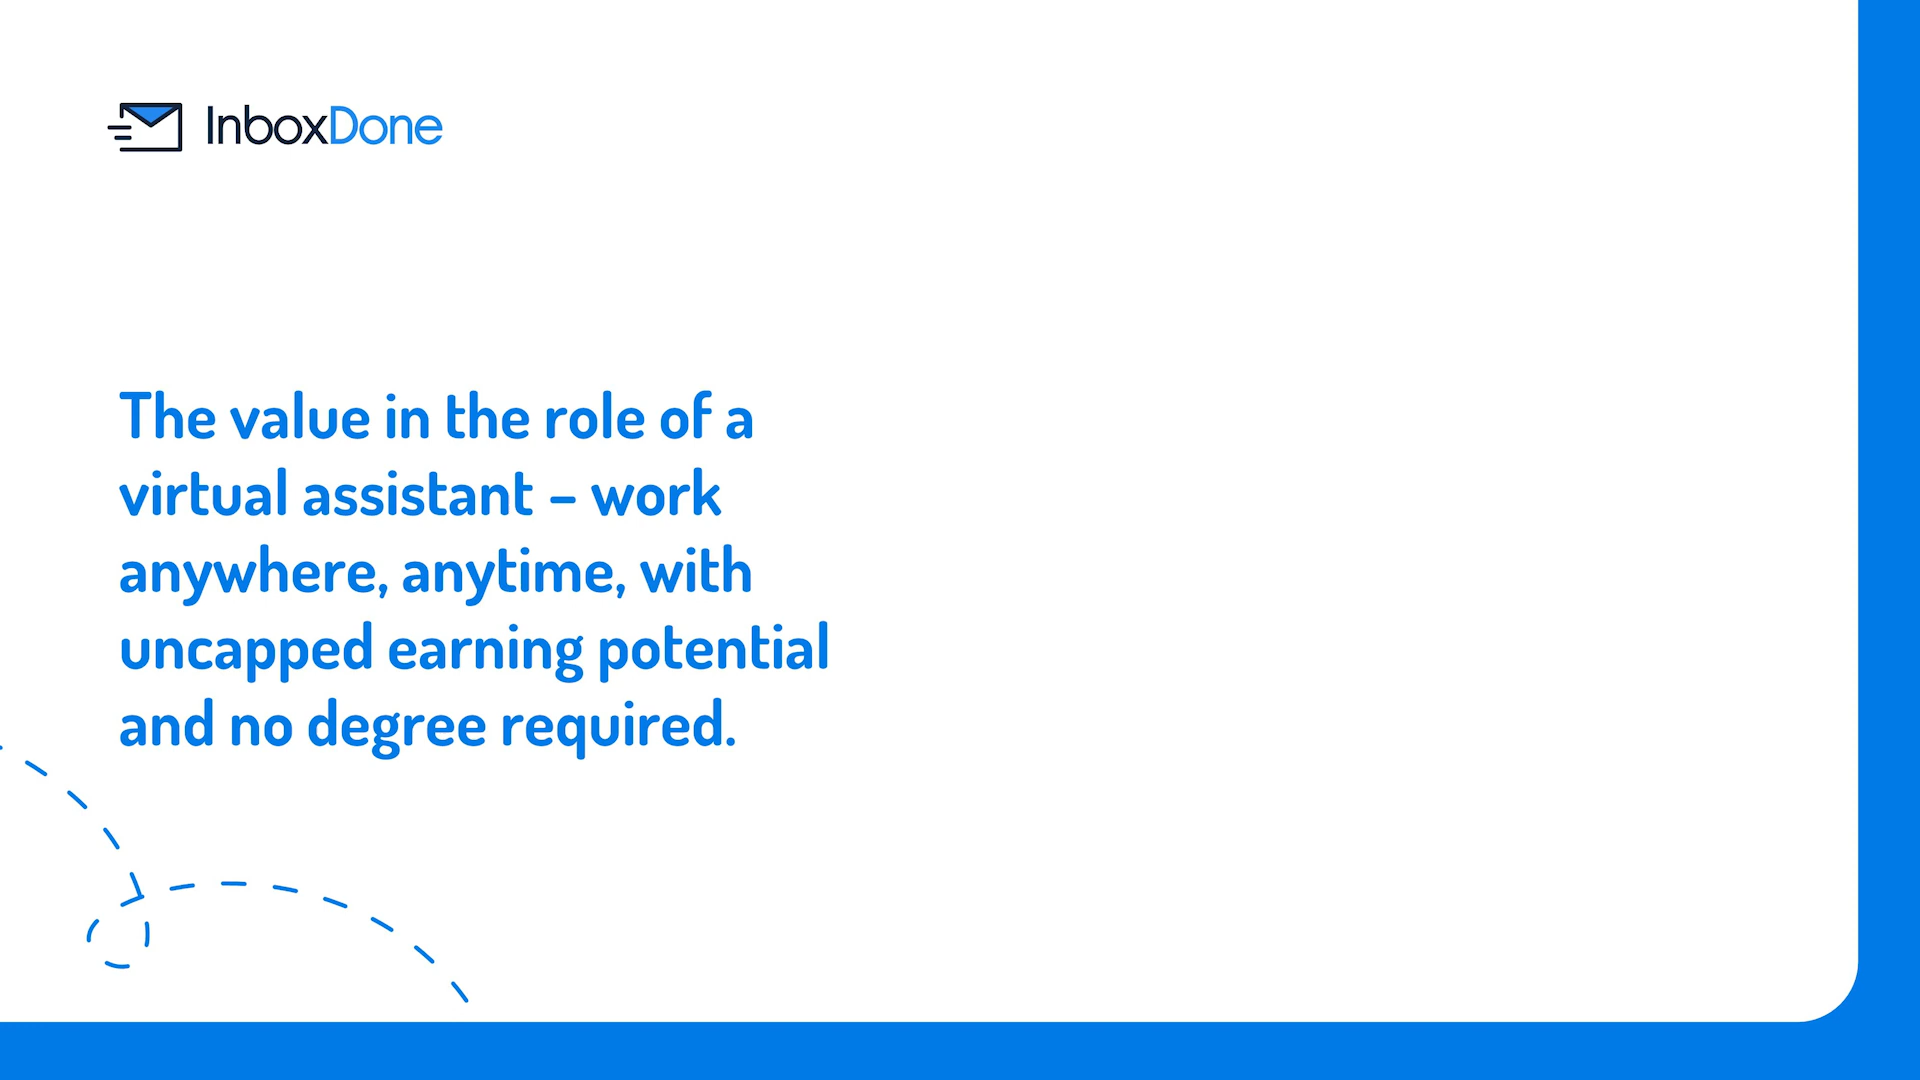 InboxDone
The value in the role of a
virtual assistant – work
anywhere, anytime, with
uncapped earning potential
and no degree required.